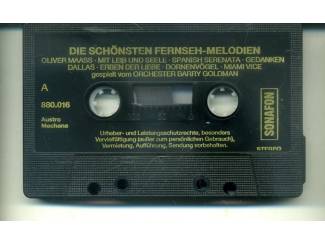 DIE SCHÖNSTEN FERNSEH-MELODIEN
OLIVER MAASS · MIT LEIB UND SEELE · SPANISH SERENATA · GEDANKEN
DALLAS · ERBEN DER LIEBE · DORNENVÖGEL · MIAMI VICE
gespielt vom ORCHESTER BARRY GOLDMAN
A
880.016
Austro
Mechana
SONAFON
Urheber- und Leistungsschutzrechte, besonders
Vervielfältigung (außer zum persönlichen Gebrauch),
Vermietung, Aufführung, Sendung vorbehalten.
STEREO